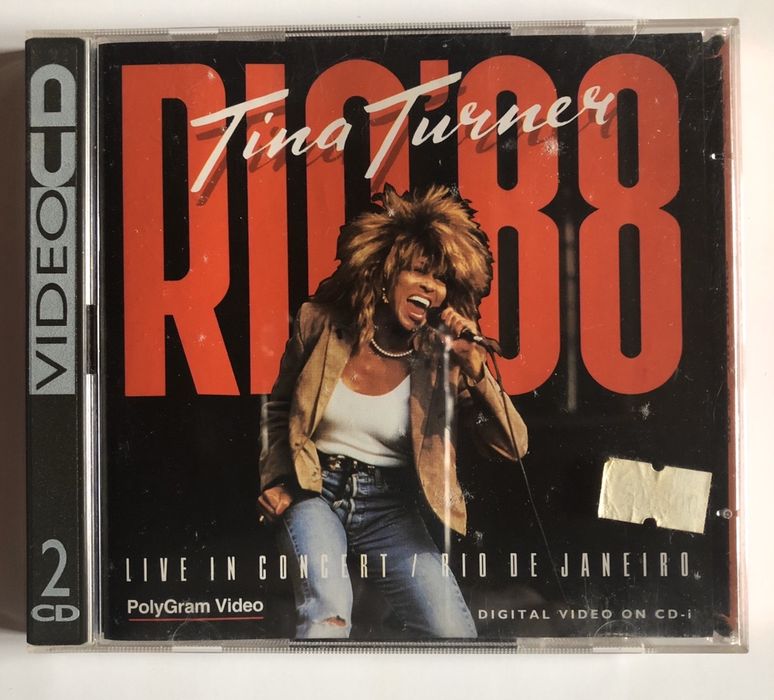 VIDEO CD
2
CD
RIO'88
Tina Turner
LIVE IN CONCERT / RIO DE JANEIRO
PolyGram Video
DIGITAL VIDEO ON CD-i